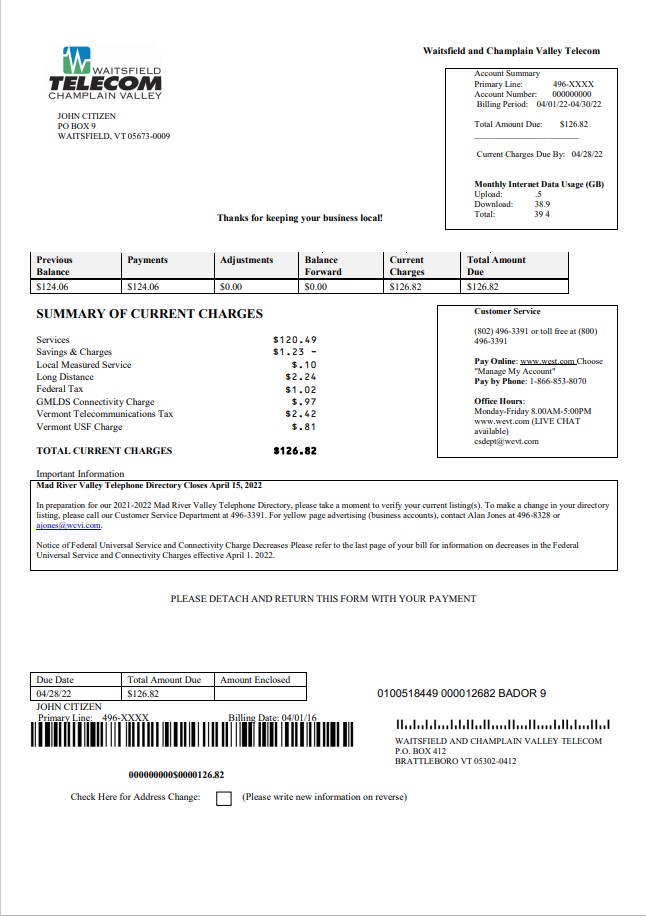 Waitsfield and Champlain Valley Telecom
WAITSFIELD
TELECOM
CHAMPLAIN VALLEY
JOHN CITIZEN
PO BOX 9
WAITSFIELD, VT 05673-0009
Account Summary
Primary Line: 496-XXXX
Account Number: 000000000
Billing Period: 04/01/22-04/30/22
Total Amount Due: $126.82
Current Charges Due By: 04/28/22
Monthly Internet Data Usage (GB)
Upload: .5
Download: 38.9
Total: 39 4
Thanks for keeping your business local!
Previous Balance Payments Adjustments Balance Forward Current Charges Total Amount Due
$124.06 $124.06 $0.00 $0.00 $126.82 $126.82
SUMMARY OF CURRENT CHARGES
Services $120.49
Savings & Charges $1.23 -
Local Measured Service $.10
Long Distance $2.24
Federal Tax $1.02
GMLDS Connectivity Charge $.97
Vermont Telecommunications Tax $2.42
Vermont USF Charge $.81
TOTAL CURRENT CHARGES $126.82
Customer Service
(802) 496-3391 or toll free at (800)
496-3391
Pay Online: www.west.com Choose
"Manage My Account"
Pay by Phone: 1-866-853-8070
Office Hours:
Monday-Friday 8.00AM-5:00PM
www.wevt.com (LIVE CHAT
available)
csdept@wevt.com
Important Information
Mad River Valley Telephone Directory Closes April 15, 2022
In preparation for our 2021-2022 Mad River Valley Telephone Directory, please take a moment to verify your current listing(s). To make a change in your directory
listing, please call our Customer Service Department at 496-3391. For yellow page advertising (business accounts), contact Alan Jones at 496-8328 or
ajones@wcvi.com.
Notice of Federal Universal Service and Connectivity Charge Decreases Please refer to the last page of your bill for information on decreases in the Federal
Universal Service and Connectivity Charges effective April 1. 2022.
PLEASE DETACH AND RETURN THIS FORM WITH YOUR PAYMENT
Due Date Total Amount Due Amount Enclosed
04/28/22 $126.82
JOHN CITIZEN
Primary Line: 496-XXXX Billing Date: 04/01/16
000000000$0000126.82
0100518449 000012682 BADOR 9
WAITSFIELD AND CHAMPLAIN VALLEY TELECOM
P.O. BOX 412
BRATTLEBORO VT 05302-0412
Check Here for Address Change: (Please write new information on reverse)